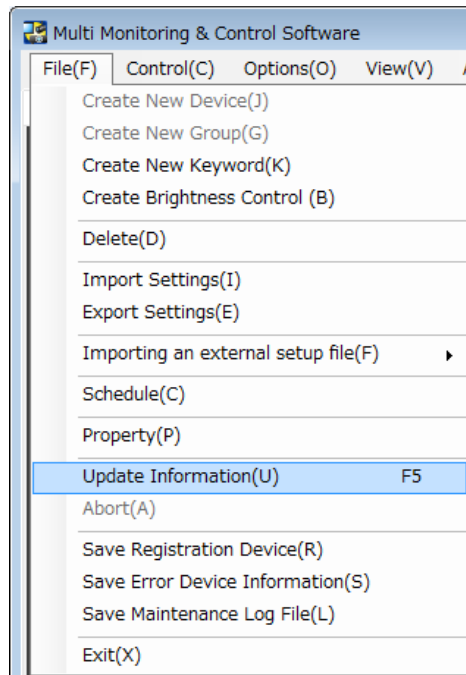 Multi Monitoring & Control Software
File(F) Control(C) Options(O) View(V)
Create New Device(J)
Create New Group(G)
Create New Keyword(K)
Create Brightness Control (B)
Delete(D)
Import Settings(I)
Export Settings(E)
Importing an external setup file(F)
Schedule(C)
Property(P)
Update Information(U) F5
Abort(A)
Save Registration Device(R)
Save Error Device Information(S)
Save Maintenance Log File(L)
Exit(X)